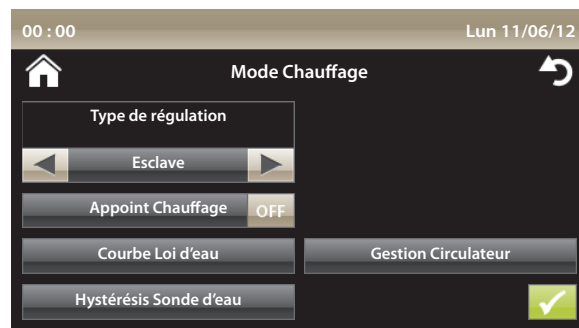 00 : 00 Lun 11/06/12
Mode Chauffage
Type de régulation
Esclave
Appoint Chauffage OFF
Courbe Loi d'eau Gestion Circulateur
Hystérésis Sonde d'eau